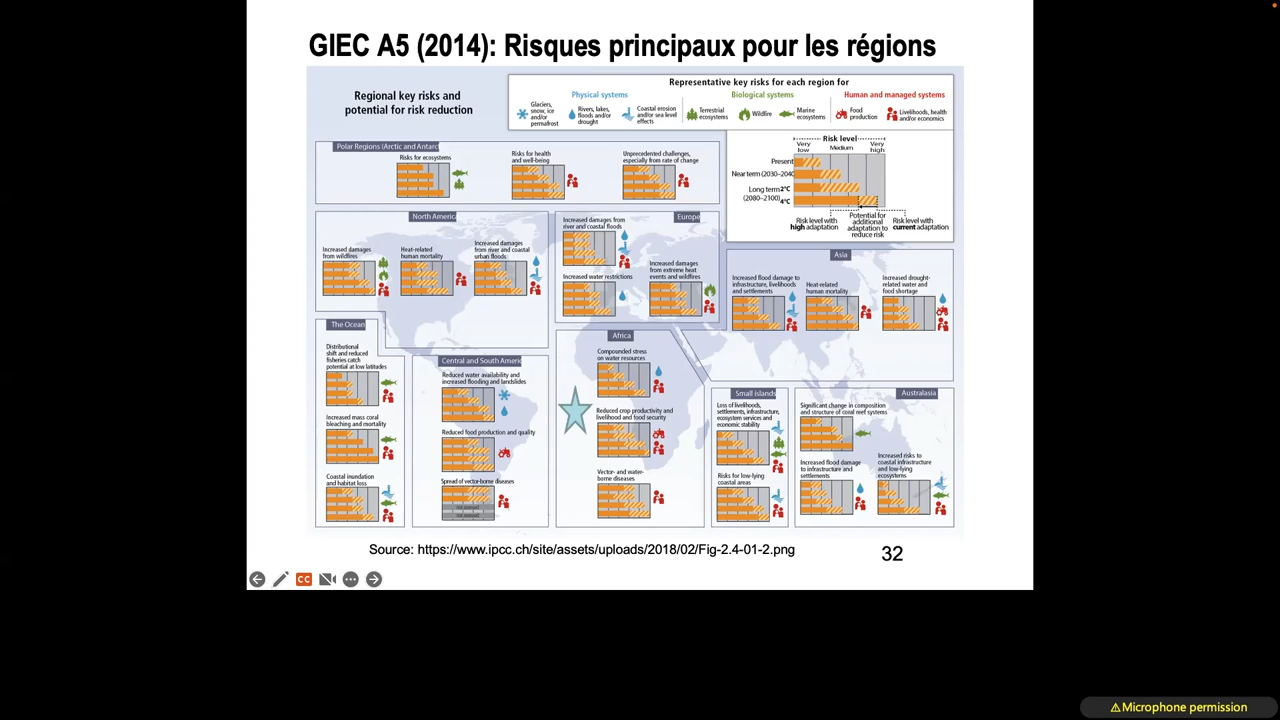 GIEC A5 (2014): Risques principaux pour les régions
Regional key risks and
potential for risk reduction
Representative key risks for each region for
Physical systems
Biological systems
Human and managed systems
Glaciers,
snow, ice
and/or
permafrost
Rivers, lakes,
floods and/or
drought
Coastal erosion
and/or sea level
effects
Terrestrial
ecosystems
Wildfire
Marine
ecosystems
Food
production
Livelihoods, health
and/or economics
Risk level
Very
low
Medium
Very
high
Present
Near term (2030–2040
Long term 2°C
(2080–2100) 4°C
Risk level with
high adaptation
Potential for
additional
adaptation to
reduce risk
Risk level with
current adaptation
Polar Regions (Arctic and Antarct
Risks for ecosystems
Risks for health
and well-being
Unprecedented challenges,
especially from rate of change
North America
Increased damages
from wildfires
Heat-related
human mortality
Increased damages
from river and coastal
urban floods
Europe
Increased damages from
river and coastal floods
Increased water restrictions
Increased damages
from extreme heat
events and wildfires
Asia
Increased flood damage to
infrastructure, livelihoods
and settlements
Heat-related
human mortality
Increased drought-
related water and
food shortage
The Ocean
Distributional
shift and reduced
fisheries catch
potential at low latitudes
Increased mass coral
bleaching and mortality
Coastal inundation
and habitat loss
Central and South Americ
Reduced water availability and
increased flooding and landslides
Reduced food production and quality
Spread of vector-borne diseases
Africa
Compounded stress
on water resources
Reduced crop productivity and
livelihood and food security
Vector- and water-
borne diseases
Small islands
Loss of livelihoods,
settlements, infrastructure,
ecosystem services and
economic stability
Risks for low-lying
coastal areas
Australasia
Significant change in composition
and structure of coral reef systems
Increased flood damage
to infrastructure and
settlements
Increased risks to
coastal infrastructure
and low-lying
ecosystems
Source: https://www.ipcc.ch/site/assets/uploads/2018/02/Fig-2.4-01-2.png
32
CC
Microphone permission